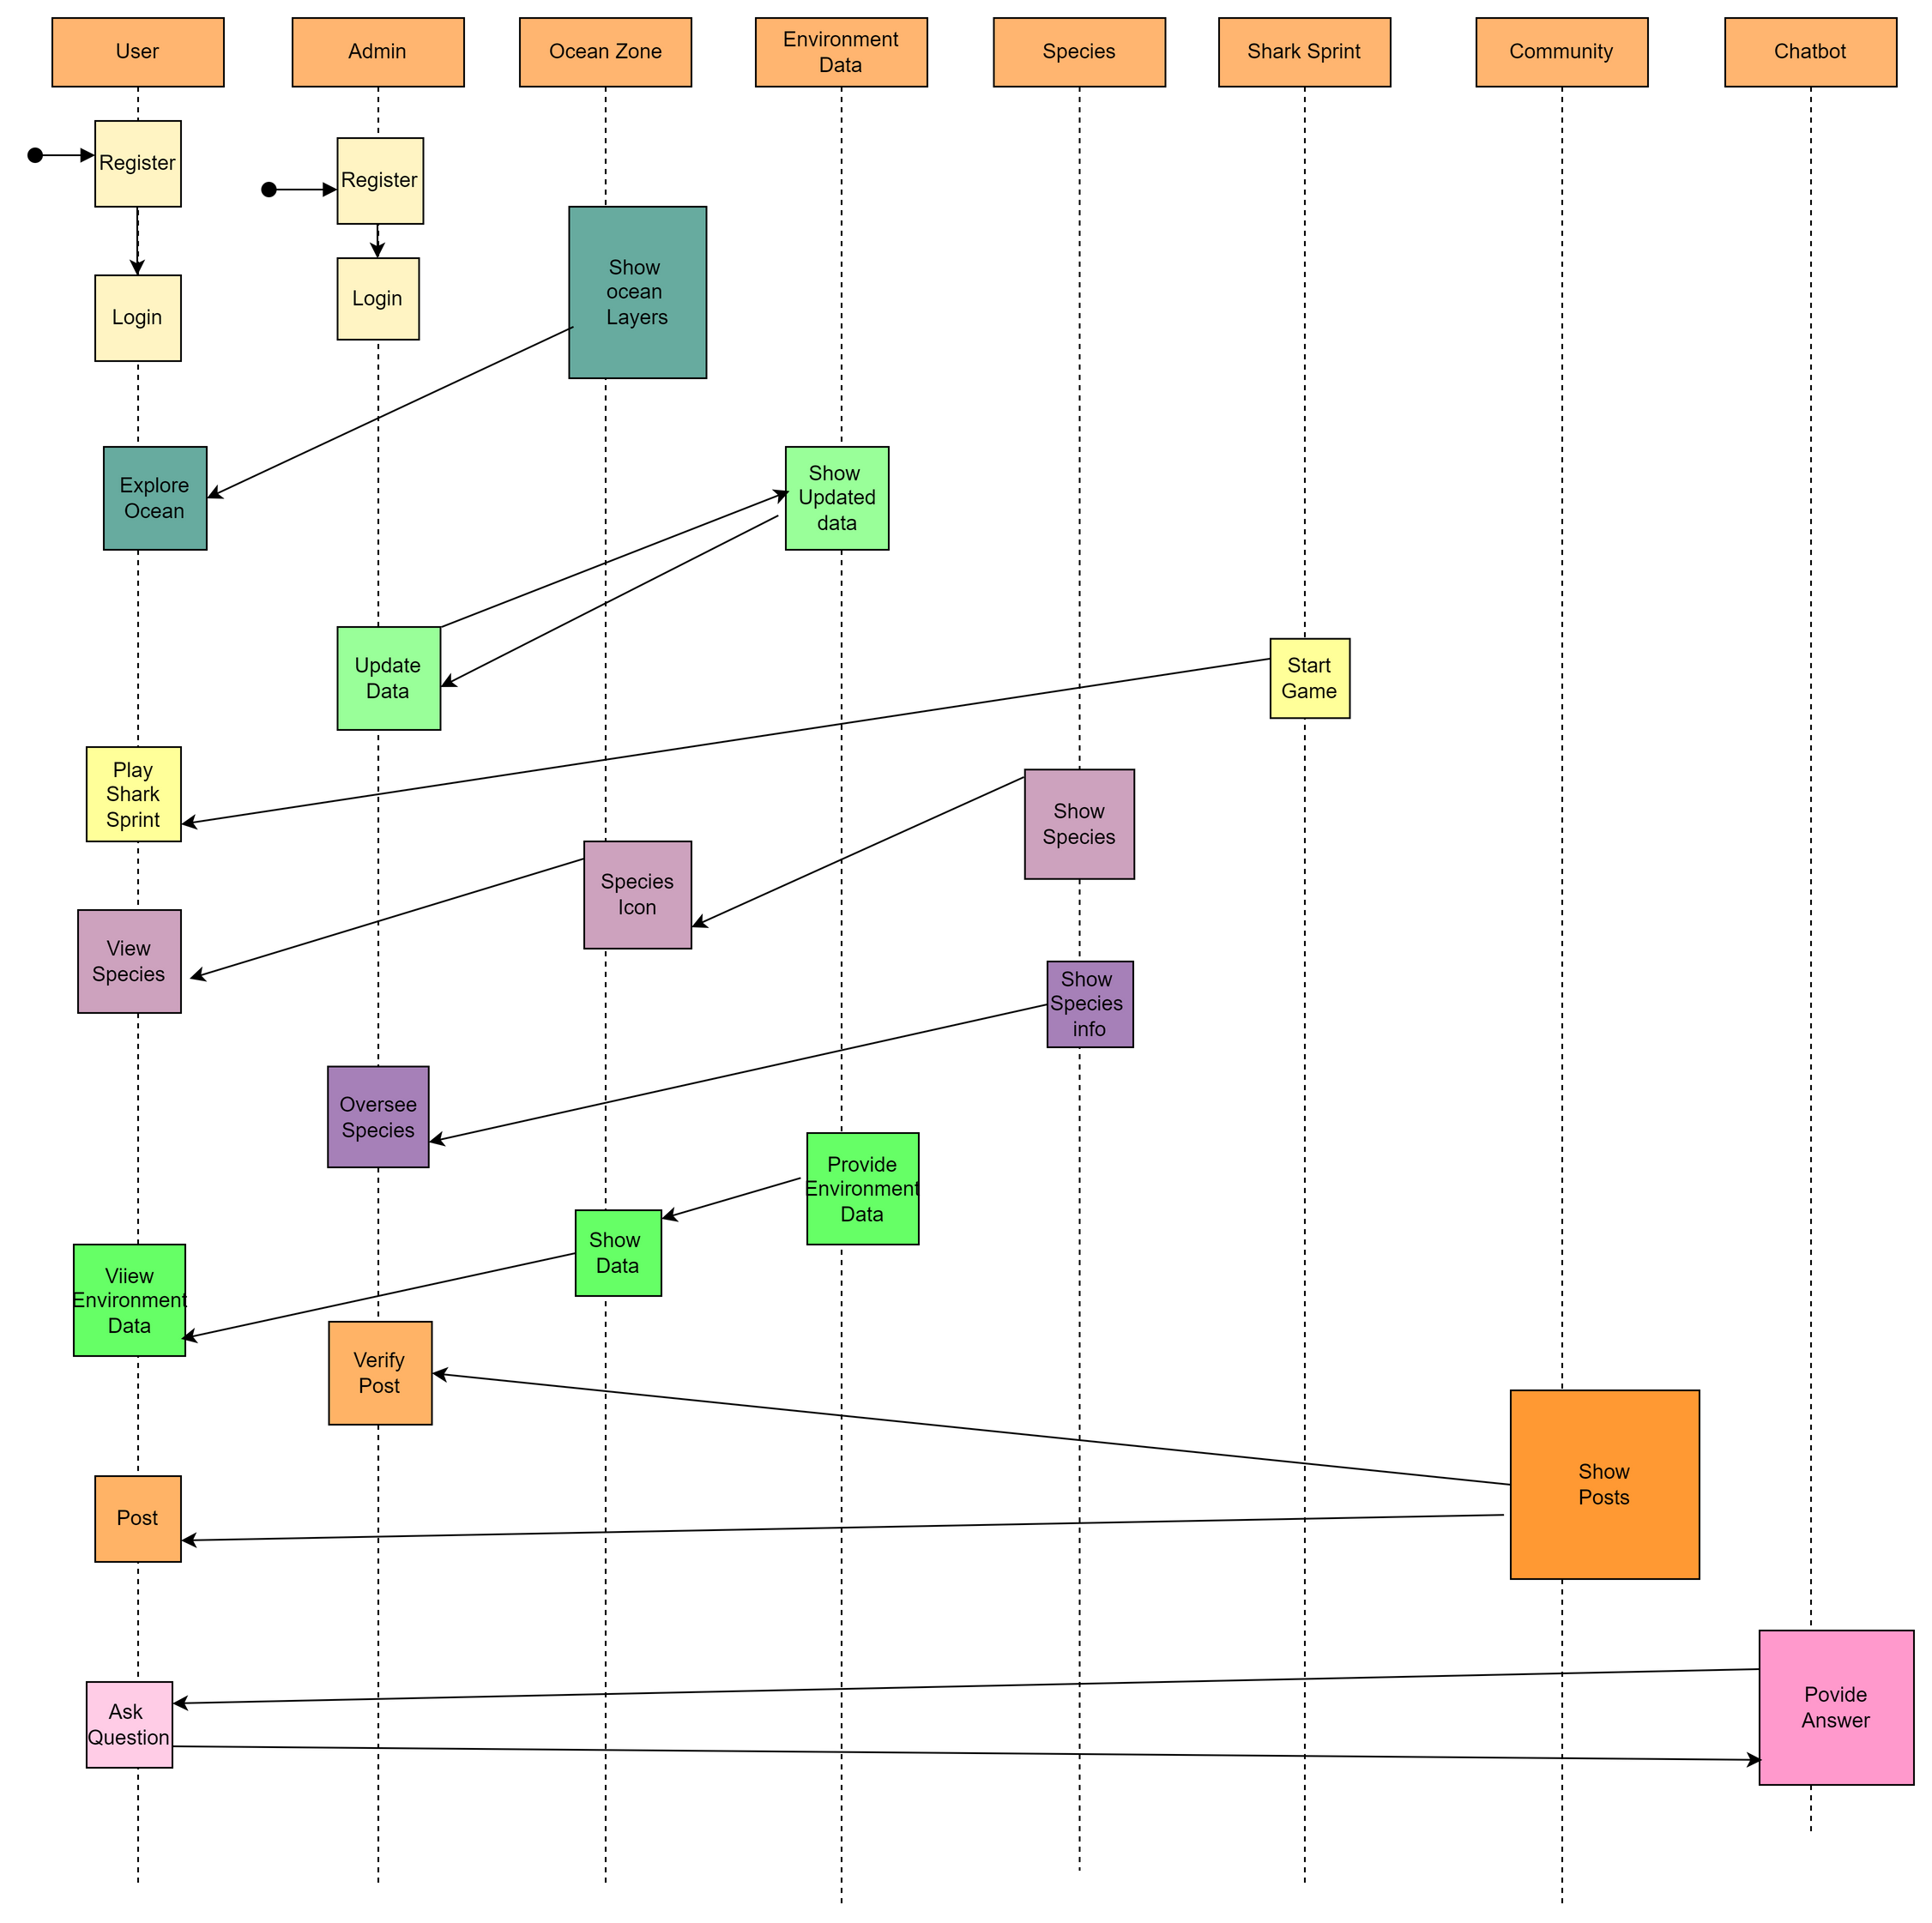 User
Admin
Ocean Zone
Environment
Data
Species
Shark Sprint
Community
Chatbot
Register
Register
Login
Login
Show
ocean
Layers
Explore
Ocean
Show
Updated
data
Update
Data
Start
Game
Play
Shark
Sprint
Show
Species
Species
Icon
View
Species
Show
Species
info
Oversee
Species
Provide
Environment
Data
Show
Data
Viiew
Environment
Data
Verify
Post
Show
Posts
Post
Povide
Answer
Ask
Question